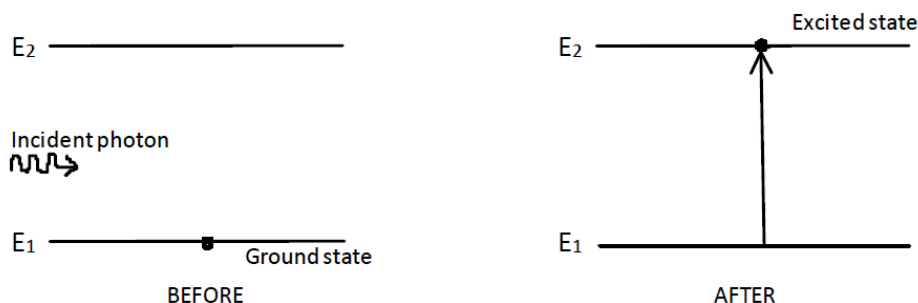 E₂
Incident photon
E₁
Ground state
BEFORE
Excited state
E₂
E₁
AFTER